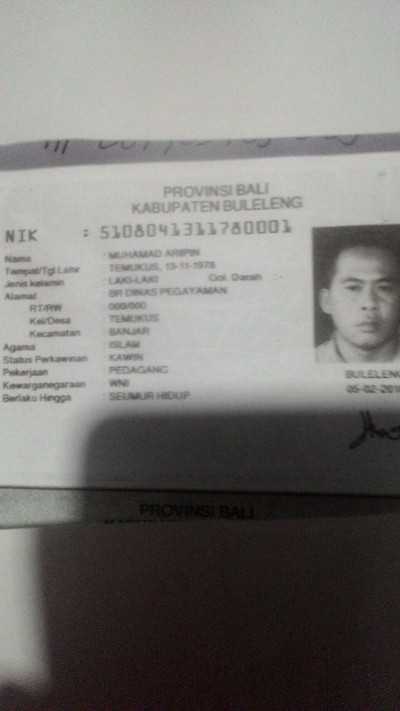 PROVINSI BALI
KABUPATEN BULELENG
NIK : 5108041311780001
Nama : MUHAMAD ARIPIN
Tempat/Tgl Lahir : TEMUKUS, 13-11-1978
Jenis kelamin : LAKI-LAKI Gol. Darah
Alamat : BR DINAS PEGAYAMAN
RT/RW : 000/000
Kel/Desa : TEMUKUS
Kecamatan : BANJAR
Agama : ISLAM
Status Perkawinan : KAWIN
Pekerjaan : PEDAGANG
Kewarganegaraan : WNI
Berlaku Hingga : SEUMUR HIDUP
BULELENG
05-02-201
PROVINSI BALI